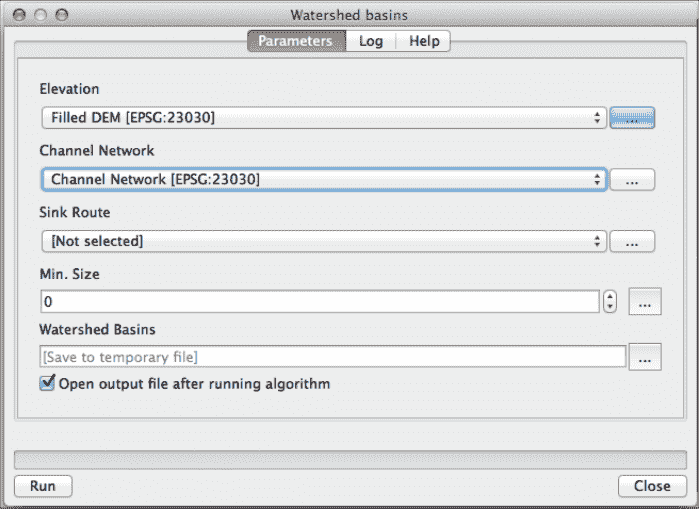 Watershed basins
Parameters Log Help
Elevation
Filled DEM [EPSG:23030]
...
Channel Network
Channel Network [EPSG:23030]
...
Sink Route
[Not selected]
...
Min. Size
0
...
Watershed Basins
[Save to temporary file]
...
Open output file after running algorithm
Run
Close